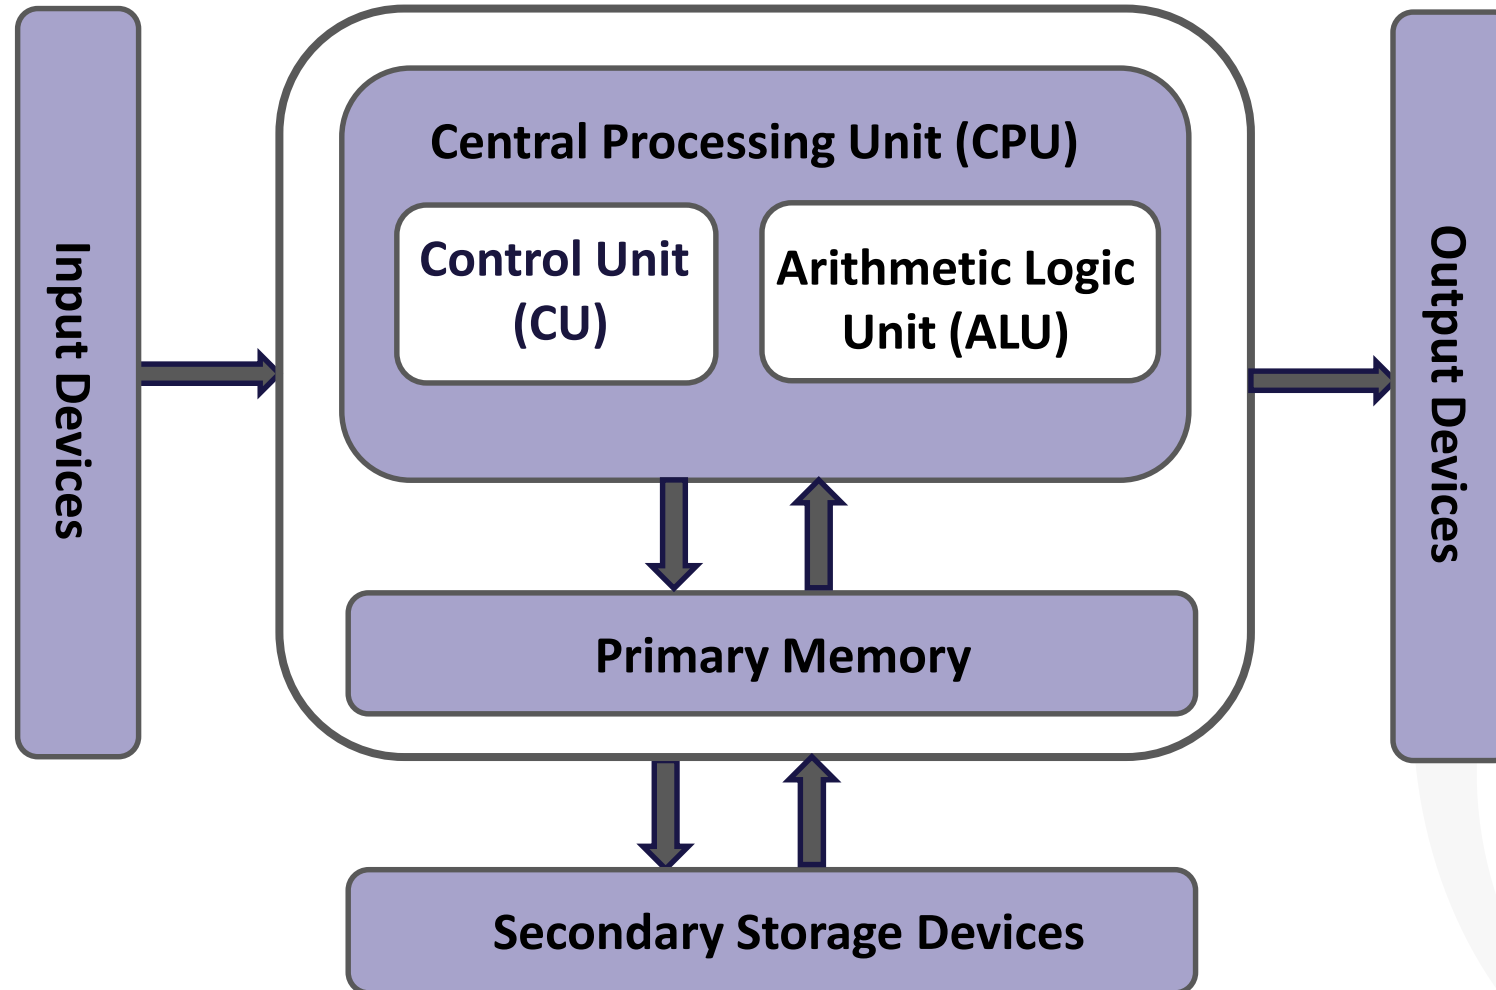 Input Devices
Central Processing Unit (CPU)
Control Unit
(CU)
Arithmetic Logic
Unit (ALU)
Primary Memory
Secondary Storage Devices
Output Devices